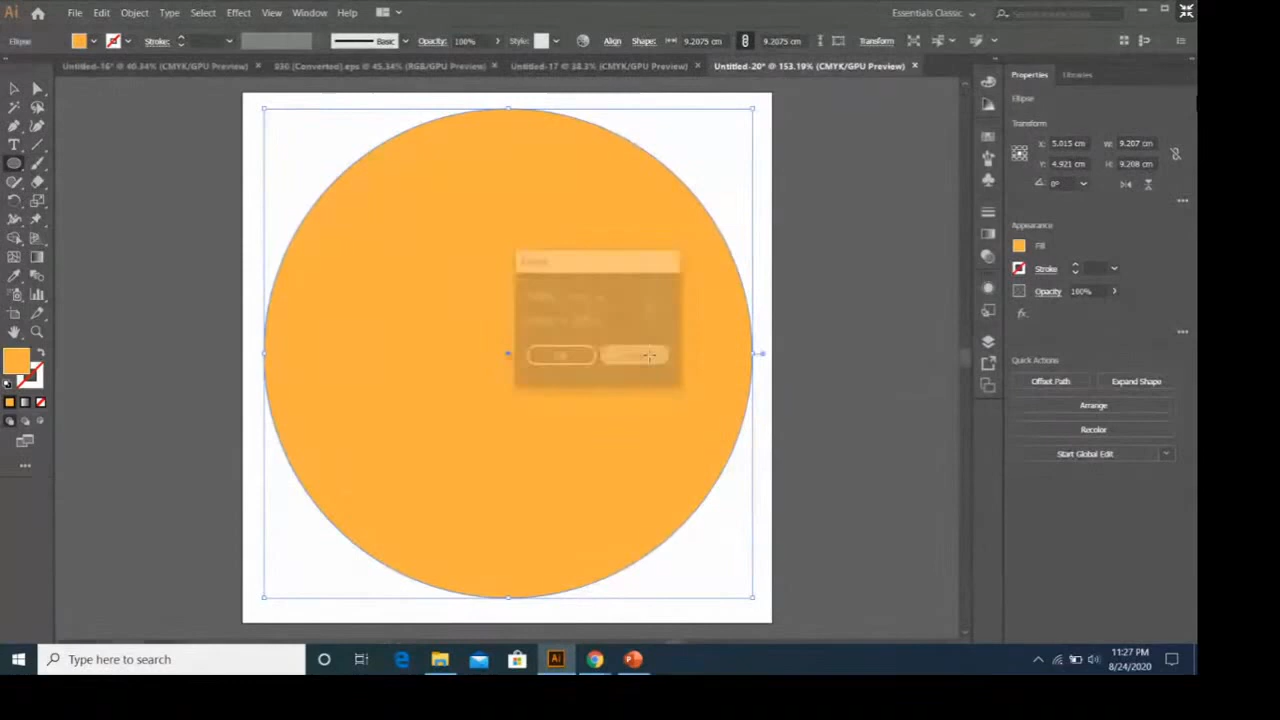 Ai File Edit Object Type Select Effect View Window Help Essentials Classic
Ellipse Stroke: Basic Opacity: 100% Style: Align Shape: 9.2075 cm 9.2075 cm Transform
Untitled-16* @ 40.34% (CMYK/GPU Preview) × 930 [Converted].eps @ 45.34% (RGB/GPU Preview) × Untitled-17 @ 38.3% (CMYK/GPU Preview) × Untitled-20* @ 153.19% (CMYK/GPU Preview) ×
Properties Libraries
Ellipse
Transform
X: 5.015 cm W: 9.207 cm
Y: 4.921 cm H: 9.208 cm
0°
Appearance
Fill
Stroke
Opacity 100%
fx.
Quick Actions
Offset Path Expand Shape
Arrange
Recolor
Start Global Edit
Type here to search
11:27 PM
8/24/2020